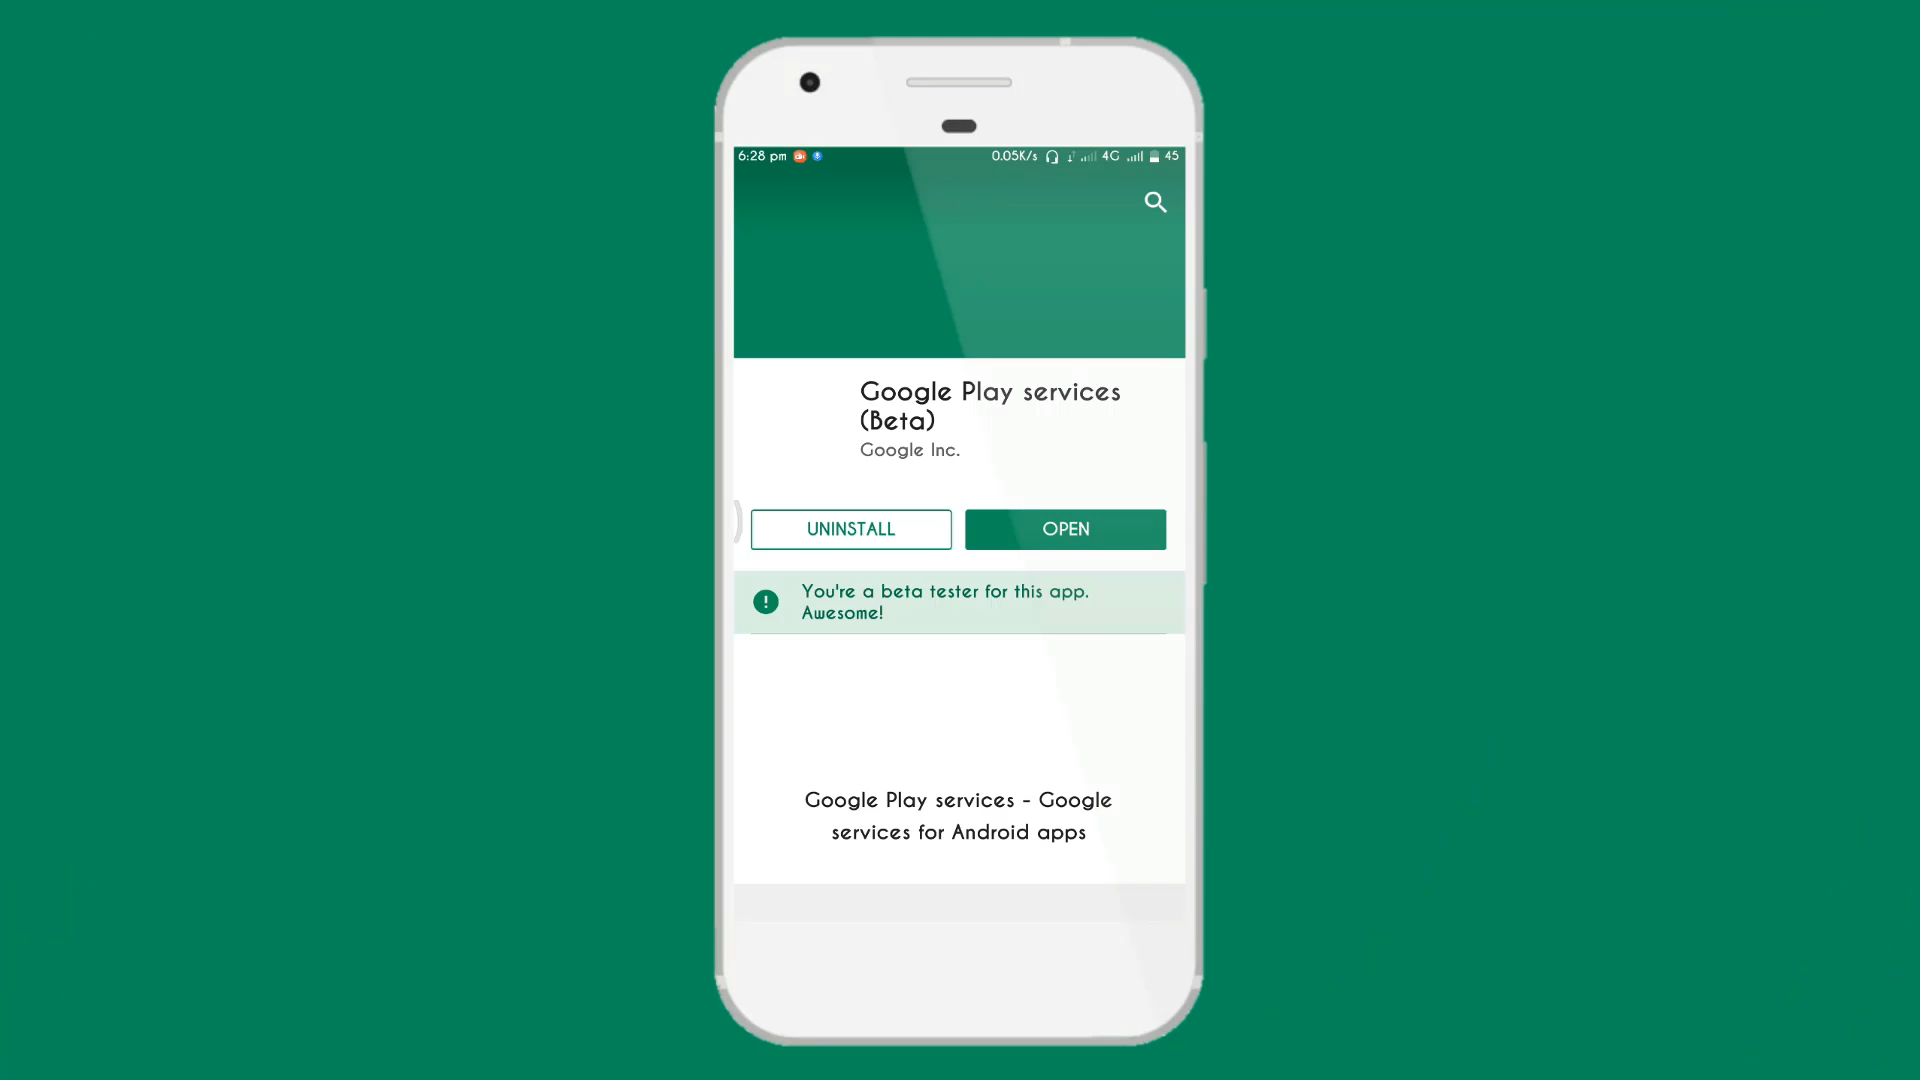 6:28 pm 0.05K/s 4G 45
Google Play services
(Beta)
Google Inc.
UNINSTALL OPEN
You're a beta tester for this app.
Awesome!
Google Play services - Google
services for Android apps